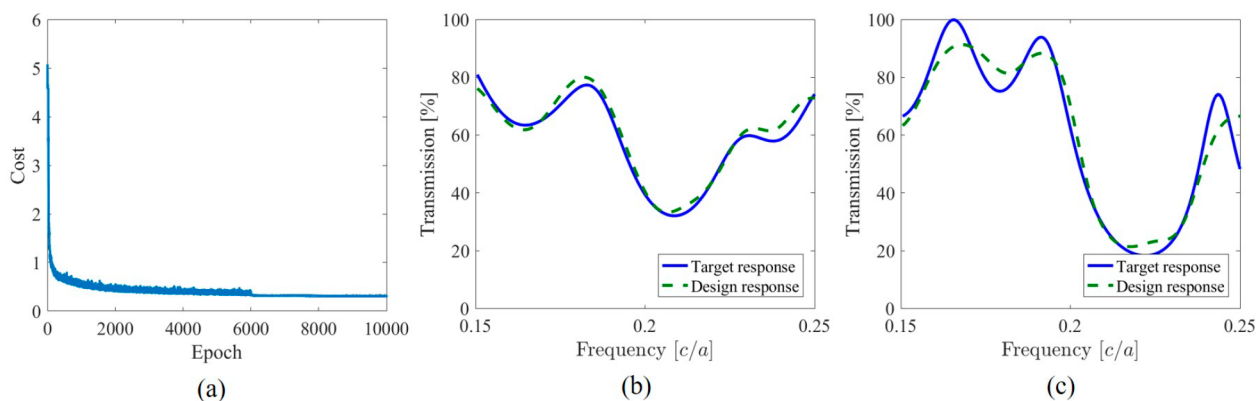 6
5
4
3
2
1
0
Cost
0 2000 4000 6000 8000 10000
Epoch
(a)
100
80
60
40
20
0
Transmission [%]
Target response
Design response
0.15 0.2 0.25
Frequency [c/a]
(b)
100
80
60
40
20
0
Transmission [%]
Target response
Design response
0.15 0.2 0.25
Frequency [c/a]
(c)